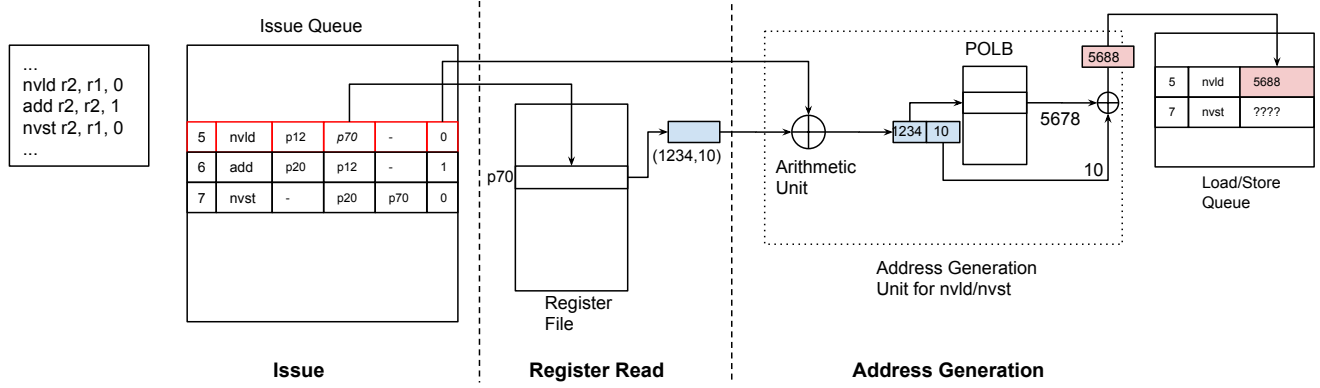 ...
nvld r2, r1, 0
add r2, r2, 1
nvst r2, r1, 0
...
Issue Queue
5 nvld p12 p70 - 0
6 add p20 p12 - 1
7 nvst - p20 p70 0
Issue
p70
(1234,10)
Register
File
Register Read
Arithmetic
Unit
1234 10
POLB
5678
10
5688
Address Generation
Unit for nvld/nvst
Address Generation
5 nvld 5688
7 nvst ????
Load/Store
Queue